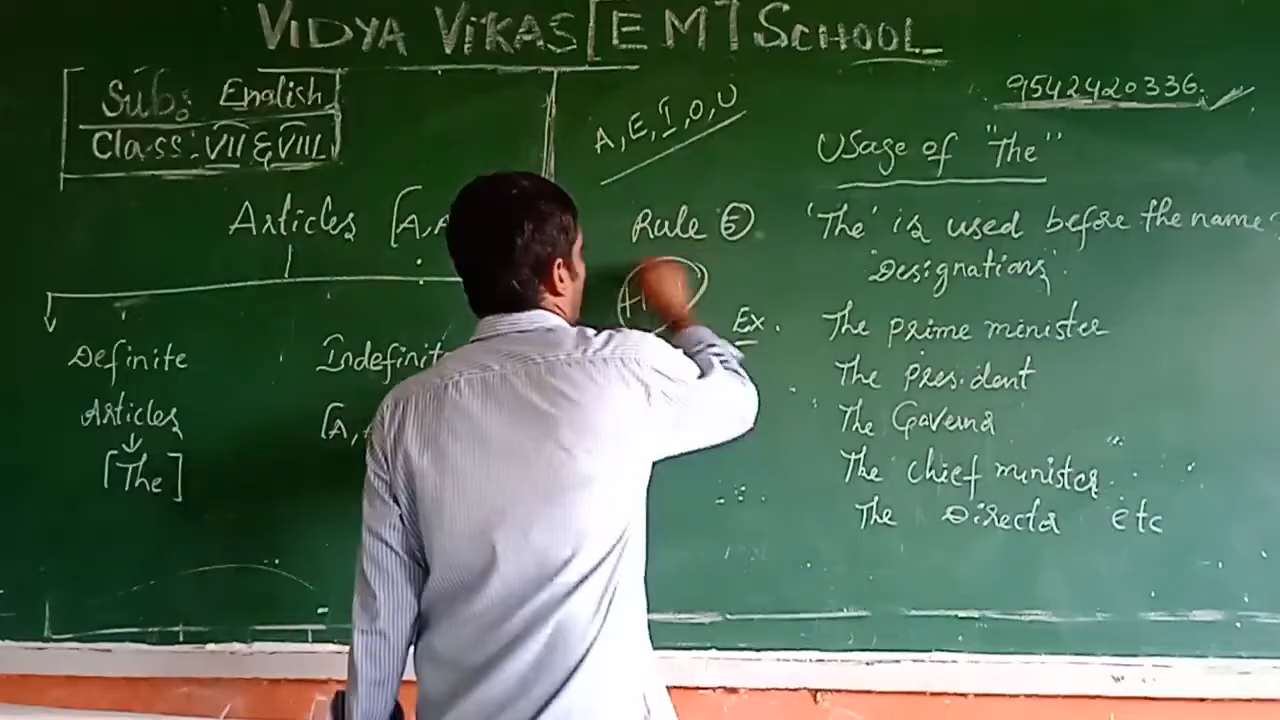 VIDYA VIKAS [E M] SCHOOL
Sub: English
Class: VII & VIII
9542420336.
A, E, I, O, U
Usage of "The"
Articles [A,
Rule
'The' is used before the name
Designations.
Ex.
The prime minister
The president
The Governor
The chief minister.
The Director etc
Definite
Articles
[The]
Indefinit
[A,